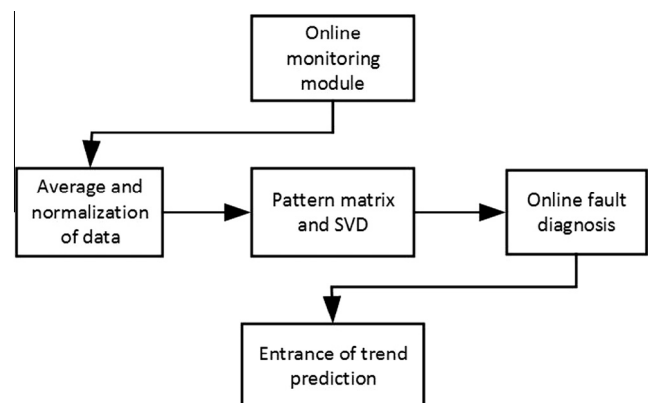 Online
monitoring
module
Average and
normalization
of data
Pattern matrix
and SVD
Online fault
diagnosis
Entrance of trend
prediction